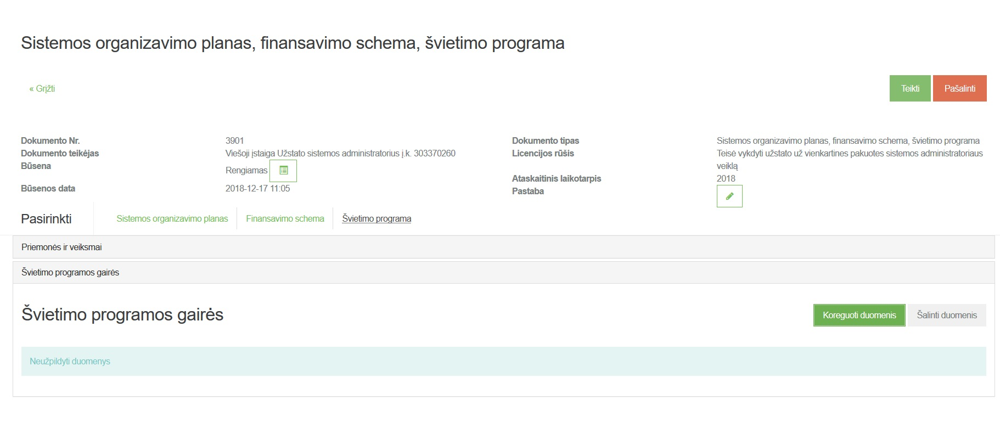 Sistemos organizavimo planas, finansavimo schema, švietimo programa
« Grįžti
Teikti
Pašalinti
Dokumento Nr.
3901
Dokumento teikėjas
Viešoji įstaiga Užstato sistemos administratorius į.k. 303370260
Būsena
Rengiamas
Būsenos data
2018-12-17 11:05
Dokumento tipas
Sistemos organizavimo planas, finansavimo schema, švietimo programa
Licencijos rūšis
Teisė vykdyti užstato už vienkartines pakuotes sistemos administratoriaus
veiklą
Ataskaitinis laikotarpis
2018
Pastaba
Pasirinkti
Sistemos organizavimo planas
Finansavimo schema
Švietimo programa
Priemonės ir veiksmai
Švietimo programos gairės
Švietimo programos gairės
Koreguoti duomenis
Šalinti duomenis
Neužpildyti duomenys